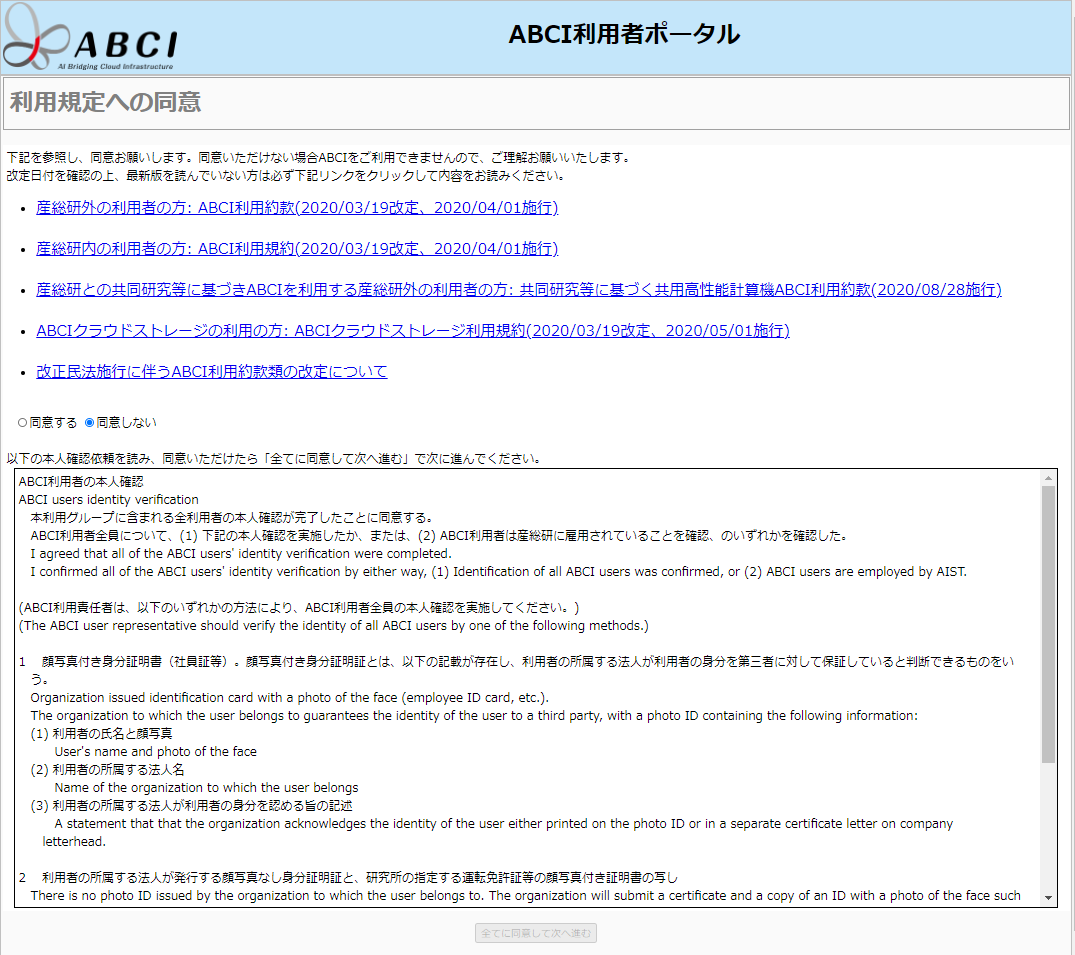 ABCI
AI Bridging Cloud Infrastructure
ABCI利用者ポータル
利用規定への同意
下記を参照し、同意お願いします。同意いただけない場合ABCIをご利用できませんので、ご理解お願いいたします。
改定日付を確認の上、最新版を読んでいない方は必ず下記リンクをクリックして内容をお読みください。
• 産総研外の利用者の方: ABCI利用約款(2020/03/19改定、2020/04/01施行)
• 産総研内の利用者の方: ABCI利用規約(2020/03/19改定、2020/04/01施行)
• 産総研との共同研究等に基づきABCIを利用する産総研外の利用者の方: 共同研究等に基づく共用高性能計算機ABCI利用約款(2020/08/28施行)
• ABCIクラウドストレージの利用の方: ABCIクラウドストレージ利用規約(2020/03/19改定、2020/05/01施行)
• 改正民法施行に伴うABCI利用約款類の改定について
同意する 同意しない
以下の本人確認依頼を読み、同意いただけたら「全てに同意して次へ進む」で次に進んでください。
ABCI利用者の本人確認
ABCI users identity verification
本利用グループに含まれる全利用者の本人確認が完了したことに同意する。
ABCI利用者全員について、(1) 下記の本人確認を実施したか、または、(2) ABCI利用者は産総研に雇用されていることを確認、のいずれかを確認した。
I agreed that all of the ABCI users' identity verification were completed.
I confirmed all of the ABCI users' identity verification by either way, (1) Identification of all ABCI users was confirmed, or (2) ABCI users are employed by AIST.
(ABCI利用責任者は、以下のいずれかの方法により、ABCI利用者全員の本人確認を実施してください。)
(The ABCI user representative should verify the identity of all ABCI users by one of the following methods.)
1 顔写真付き身分証明書（社員証等）。顔写真付き身分証明証とは、以下の記載が存在し、利用者の所属する法人が利用者の身分を第三者に対して保証していると判断できるものをい
う。
Organization issued identification card with a photo of the face (employee ID card, etc.).
The organization to which the user belongs to guarantees the identity of the user to a third party, with a photo ID containing the following information:
(1) 利用者の氏名と顔写真
User's name and photo of the face
(2) 利用者の所属する法人名
Name of the organization to which the user belongs
(3) 利用者の所属する法人が利用者の身分を認める旨の記述
A statement that that the organization acknowledges the identity of the user either printed on the photo ID or in a separate certificate letter on company
letterhead.
2 利用者の所属する法人が発行する顔写真なし身分証明証と、研究所の指定する運転免許証等の顔写真付き証明書の写し
There is no photo ID issued by the organization to which the user belongs to. The organization will submit a certificate and a copy of an ID with a photo of the face such
全てに同意して次へ進む